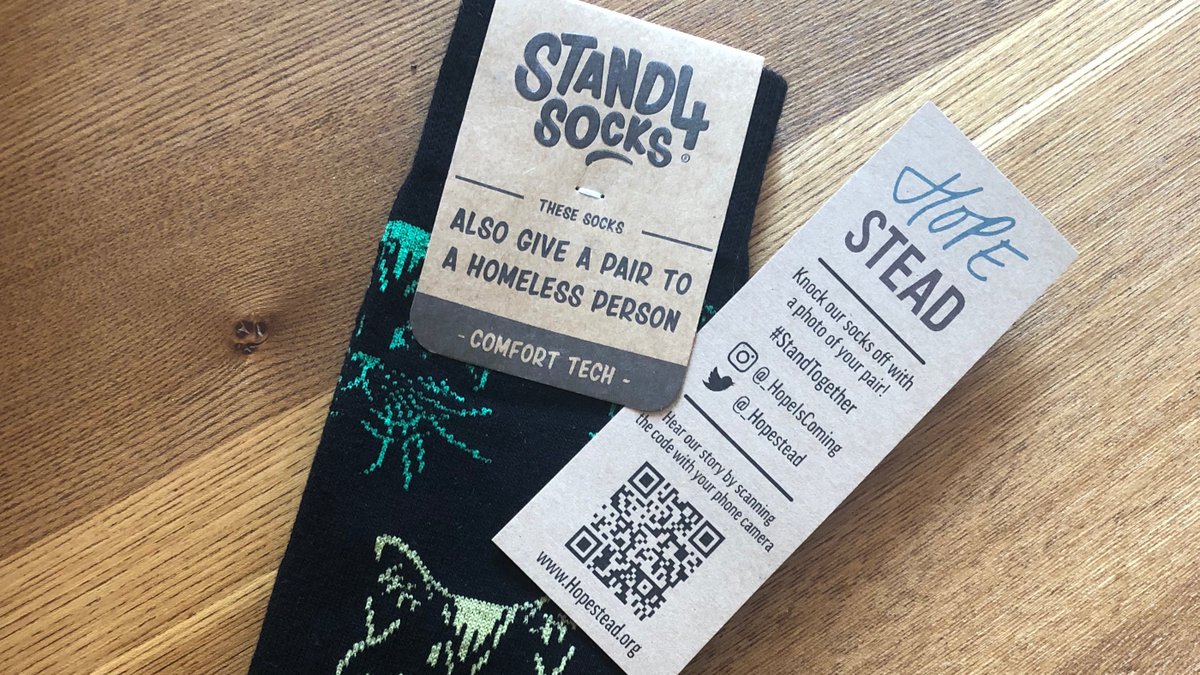 STAND4
SOCKS®
THESE SOCKS
ALSO GIVE A PAIR TO
A HOMELESS PERSON
- COMFORT TECH -
HOPE
STEAD
Knock our socks off with
a photo of your pair!
#StandTogether
@_HopeIsComing
@_Hopestead
Hear our story by scanning
the code with your phone camera
www.Hopestead.org